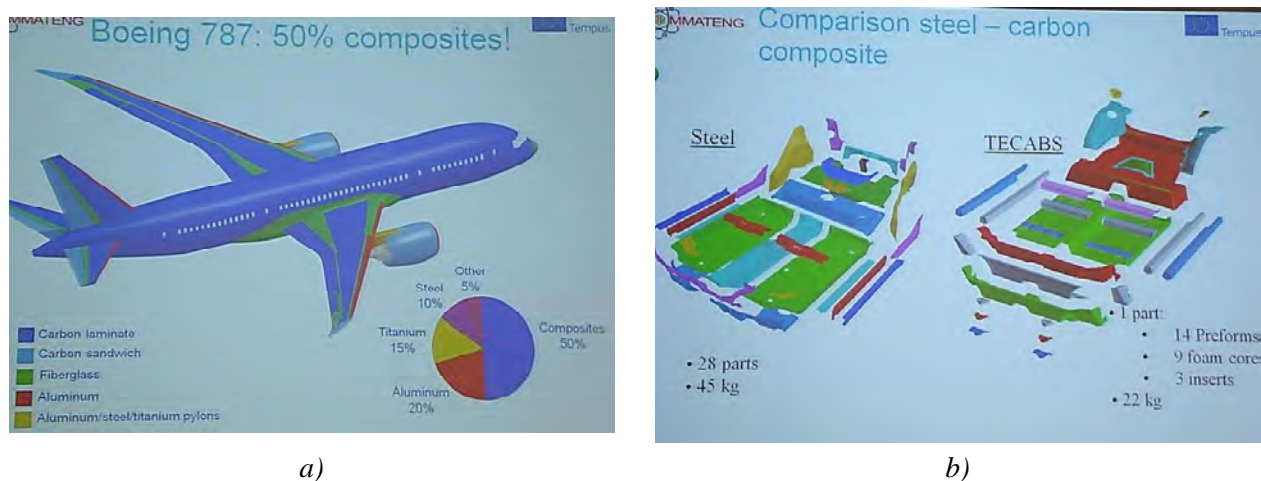 MMATENG
Boeing 787: 50% composites!
Tempus
Other
5%
Steel
10%
Titanium
15%
Composites
50%
Aluminum
20%
Carbon laminate
Carbon sandwich
Fiberglass
Aluminum
Aluminum/steel/titanium pylons
a)
MMATENG
Comparison steel – carbon
composite
Tempus
Steel
TECABS
• 28 parts
• 45 kg
• 1 part:
• 14 Preforms
• 9 foam cores
• 3 inserts
• 22 kg
b)